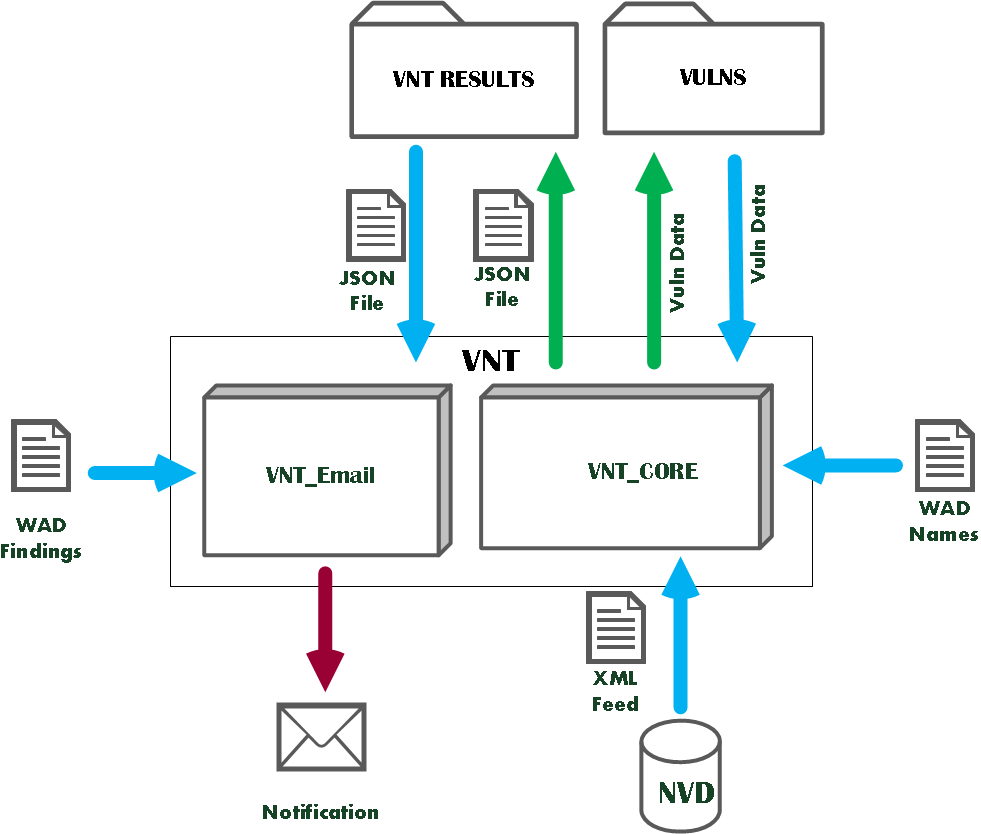 VNT RESULTS
VULNS
JSON
File
JSON
File
Vuln Data
Vuln Data
VNT
VNT_Email
VNT_CORE
WAD
Findings
WAD
Names
XML
Feed
NVD
Notification